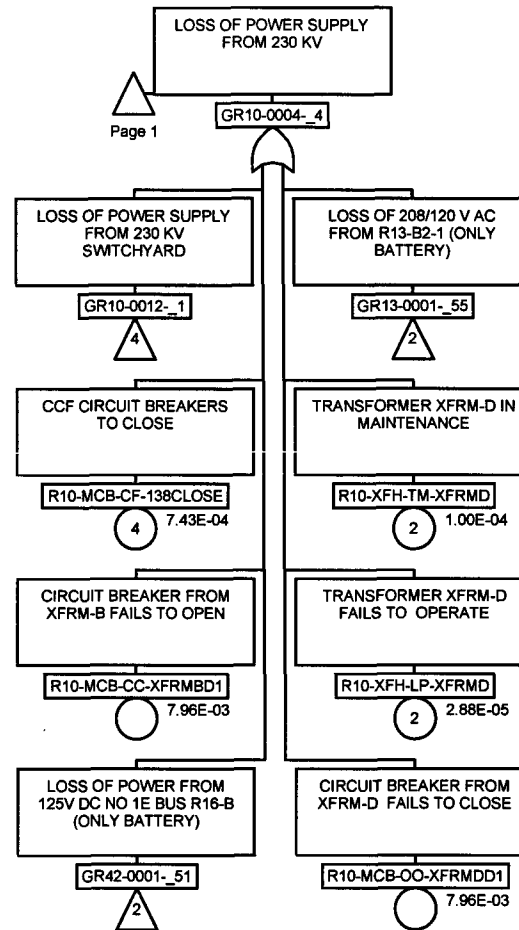 LOSS OF POWER SUPPLY
FROM 230 KV
Page 1
GR10-0004-_4
LOSS OF POWER SUPPLY
FROM 230 KV
SWITCHYARD
GR10-0012-_1
4
LOSS OF 208/120 V AC
FROM R13-B2-1 (ONLY
BATTERY)
GR13-0001-_55
2
CCF CIRCUIT BREAKERS
TO CLOSE
R10-MCB-CF-138CLOSE
4
7.43E-04
TRANSFORMER XFRM-D IN
MAINTENANCE
R10-XFH-TM-XFRMD
2
1.00E-04
CIRCUIT BREAKER FROM
XFRM-B FAILS TO OPEN
R10-MCB-CC-XFRMBD1
7.96E-03
TRANSFORMER XFRM-D
FAILS TO OPERATE
R10-XFH-LP-XFRMD
2
2.88E-05
LOSS OF POWER FROM
125V DC NO 1E BUS R16-B
(ONLY BATTERY)
GR42-0001-_51
2
CIRCUIT BREAKER FROM
XFRM-D FAILS TO CLOSE
R10-MCB-OO-XFRMDD1
7.96E-03